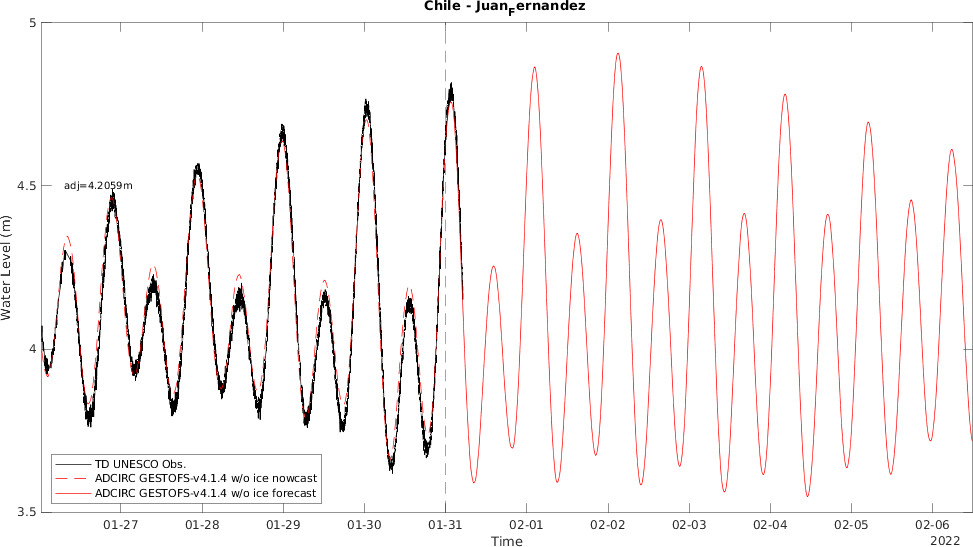 Chile - JuanFernandez
5
4.5
4
3.5
Water Level (m)
adj=4.2059m
TD UNESCO Obs.
ADCIRC GESTOFS-v4.1.4 w/o ice nowcast
ADCIRC GESTOFS-v4.1.4 w/o ice forecast
01-27 01-28 01-29 01-30 01-31 02-01 02-02 02-03 02-04 02-05 02-06
Time
2022